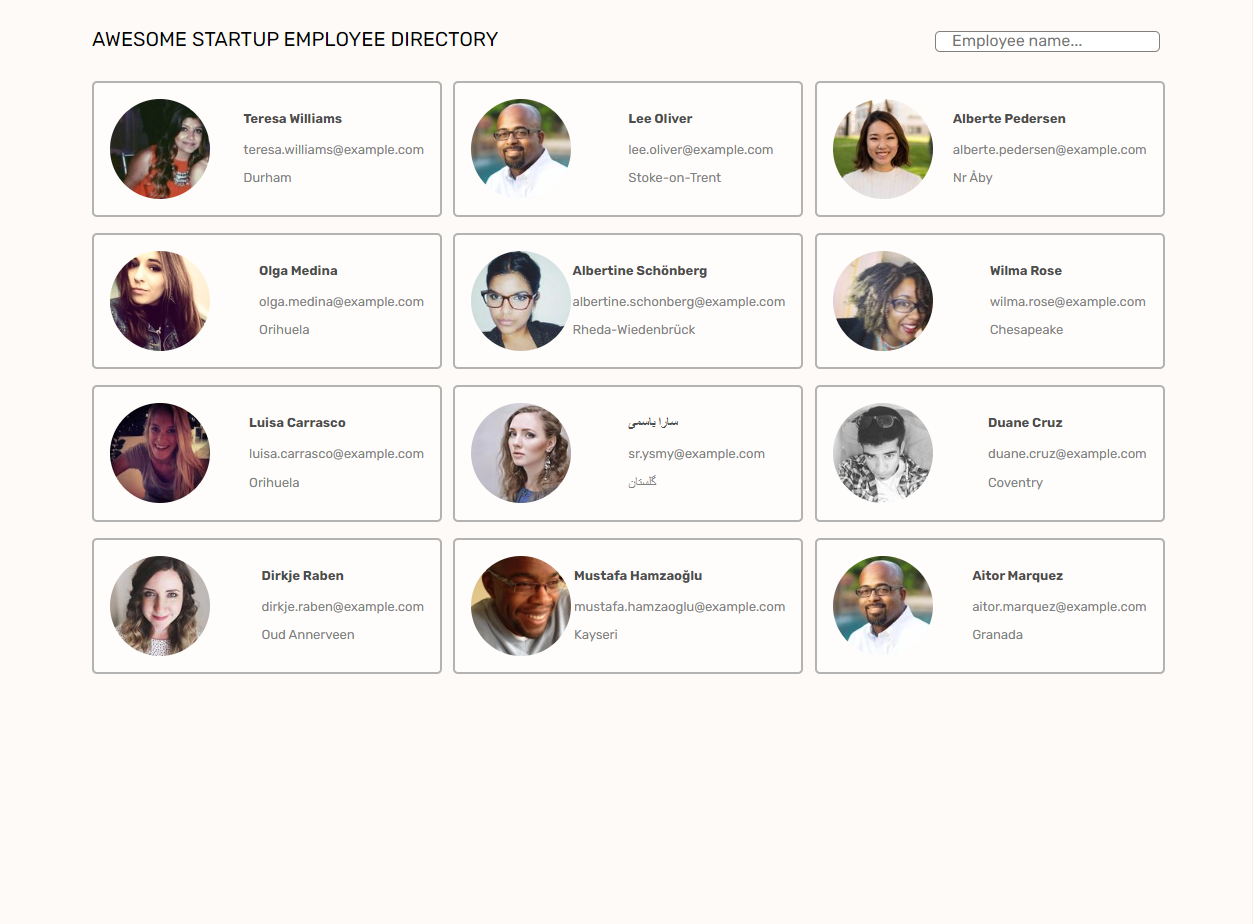 AWESOME STARTUP EMPLOYEE DIRECTORY
Employee name...
Teresa Williams
teresa.williams@example.com
Durham
Lee Oliver
lee.oliver@example.com
Stoke-on-Trent
Alberte Pedersen
alberte.pedersen@example.com
Nr Åby
Olga Medina
olga.medina@example.com
Orihuela
Albertine Schönberg
albertine.schonberg@example.com
Rheda-Wiedenbrück
Wilma Rose
wilma.rose@example.com
Chesapeake
Luisa Carrasco
luisa.carrasco@example.com
Orihuela
سارا یاسمی
sr.ysmy@example.com
گلستان
Duane Cruz
duane.cruz@example.com
Coventry
Dirkje Raben
dirkje.raben@example.com
Oud Annerveen
Mustafa Hamzaoğlu
mustafa.hamzaoglu@example.com
Kayseri
Aitor Marquez
aitor.marquez@example.com
Granada